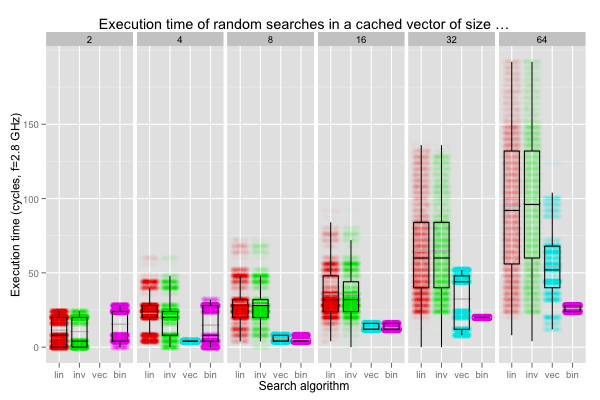 Execution time of random searches in a cached vector of size …
2 4 8 16 32 64
Execution time (cycles, f=2.8 GHz)
150
100
50
0
lin inv vec bin lin inv vec bin lin inv vec bin lin inv vec bin lin inv vec bin lin inv vec bin
Search algorithm